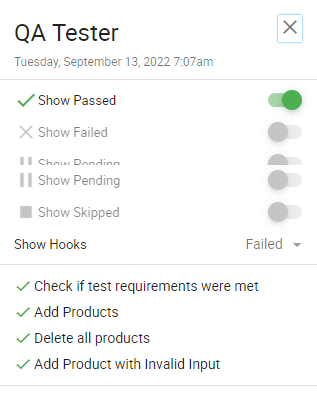 QA Tester
Tuesday, September 13, 2022 7:07am
Show Passed
Show Failed
Show Pending
Show Pending
Show Skipped
Show Hooks Failed
Check if test requirements were met
Add Products
Delete all products
Add Product with Invalid Input